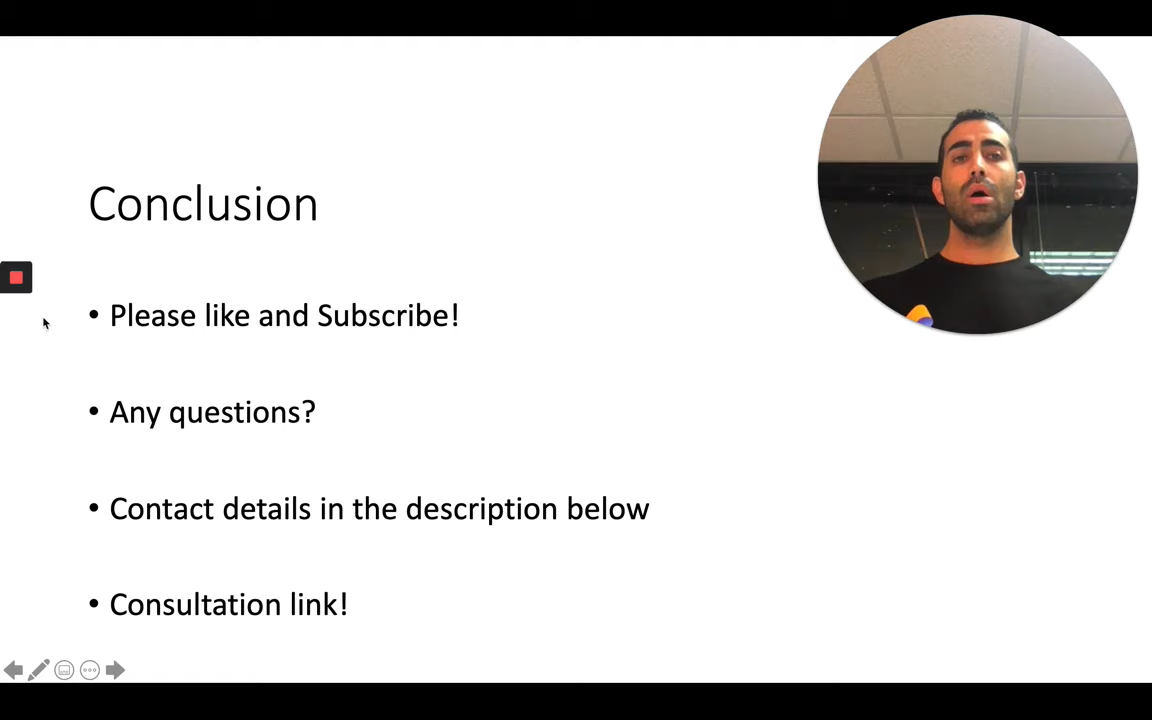 Conclusion
• Please like and Subscribe!
• Any questions?
• Contact details in the description below
• Consultation link!